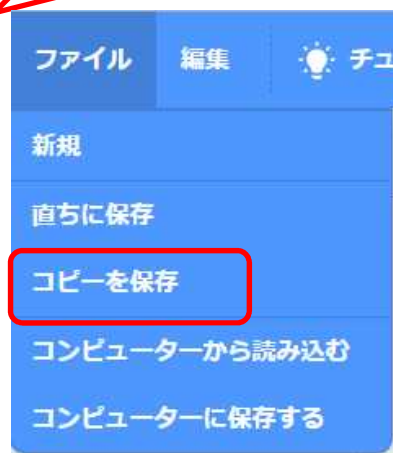 ファイル 編集 チュ
新規
直ちに保存
コピーを保存
コンピューターから読み込む
コンピューターに保存する